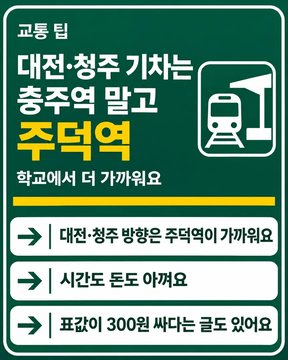 교통 팁
대전·청주 기차는
충주역 말고
주덕역
학교에서 더 가까워요
대전·청주 방향은 주덕역이 가까워요
시간도 돈도 아껴요
표값이 300원 싸다는 글도 있어요